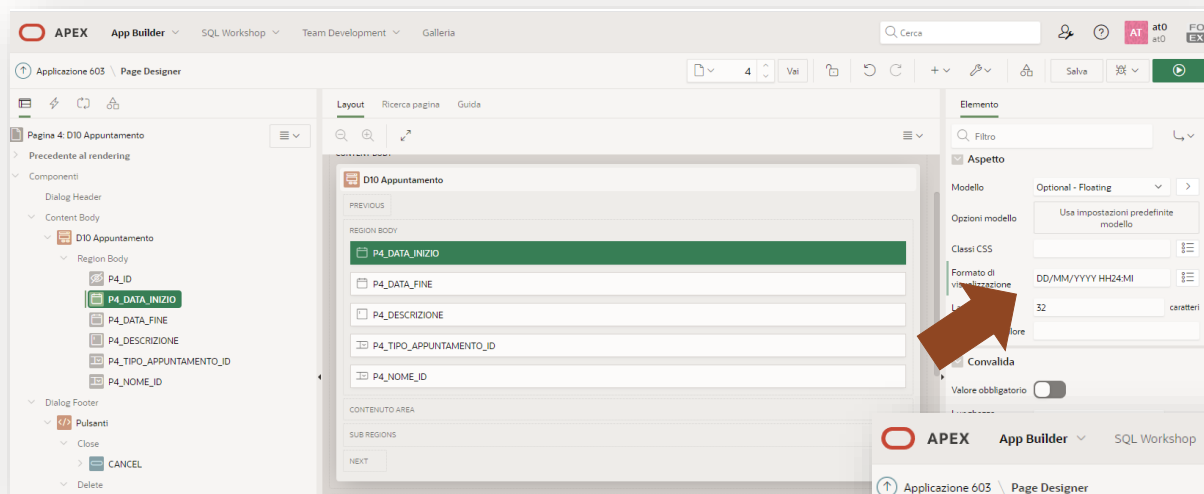 APEX App Builder SQL Workshop Team Development Galleria Cerca AT at0 at0 FO EX
Applicazione 603 \ Page Designer 4 Vai Salva
Layout Ricerca pagina Guida Elemento
Pagina 4: D10 Appuntamento
Filtro
Precedente al rendering
Componenti
Dialog Header
Content Body
D10 Appuntamento
Region Body
P4_ID
P4_DATA_INIZIO
P4_DATA_FINE
P4_DESCRIZIONE
P4_TIPO_APPUNTAMENTO_ID
P4_NOME_ID
Dialog Footer
Pulsanti
Close
CANCEL
Delete
CONTENT BODY
D10 Appuntamento
PREVIOUS
REGION BODY
P4_DATA_INIZIO
P4_DATA_FINE
P4_DESCRIZIONE
P4_TIPO_APPUNTAMENTO_ID
P4_NOME_ID
CONTENUTO AREA
SUB REGIONS
NEXT
Aspetto
Modello Optional - Floating
Opzioni modello Usa impostazioni predefinite
modello
Classi CSS
Formato di
visualizzazione DD/MM/YYYY HH24:MI
32 caratteri
Convalida
Valore obbligatorio
APEX App Builder SQL Workshop
Applicazione 603 \ Page Designer